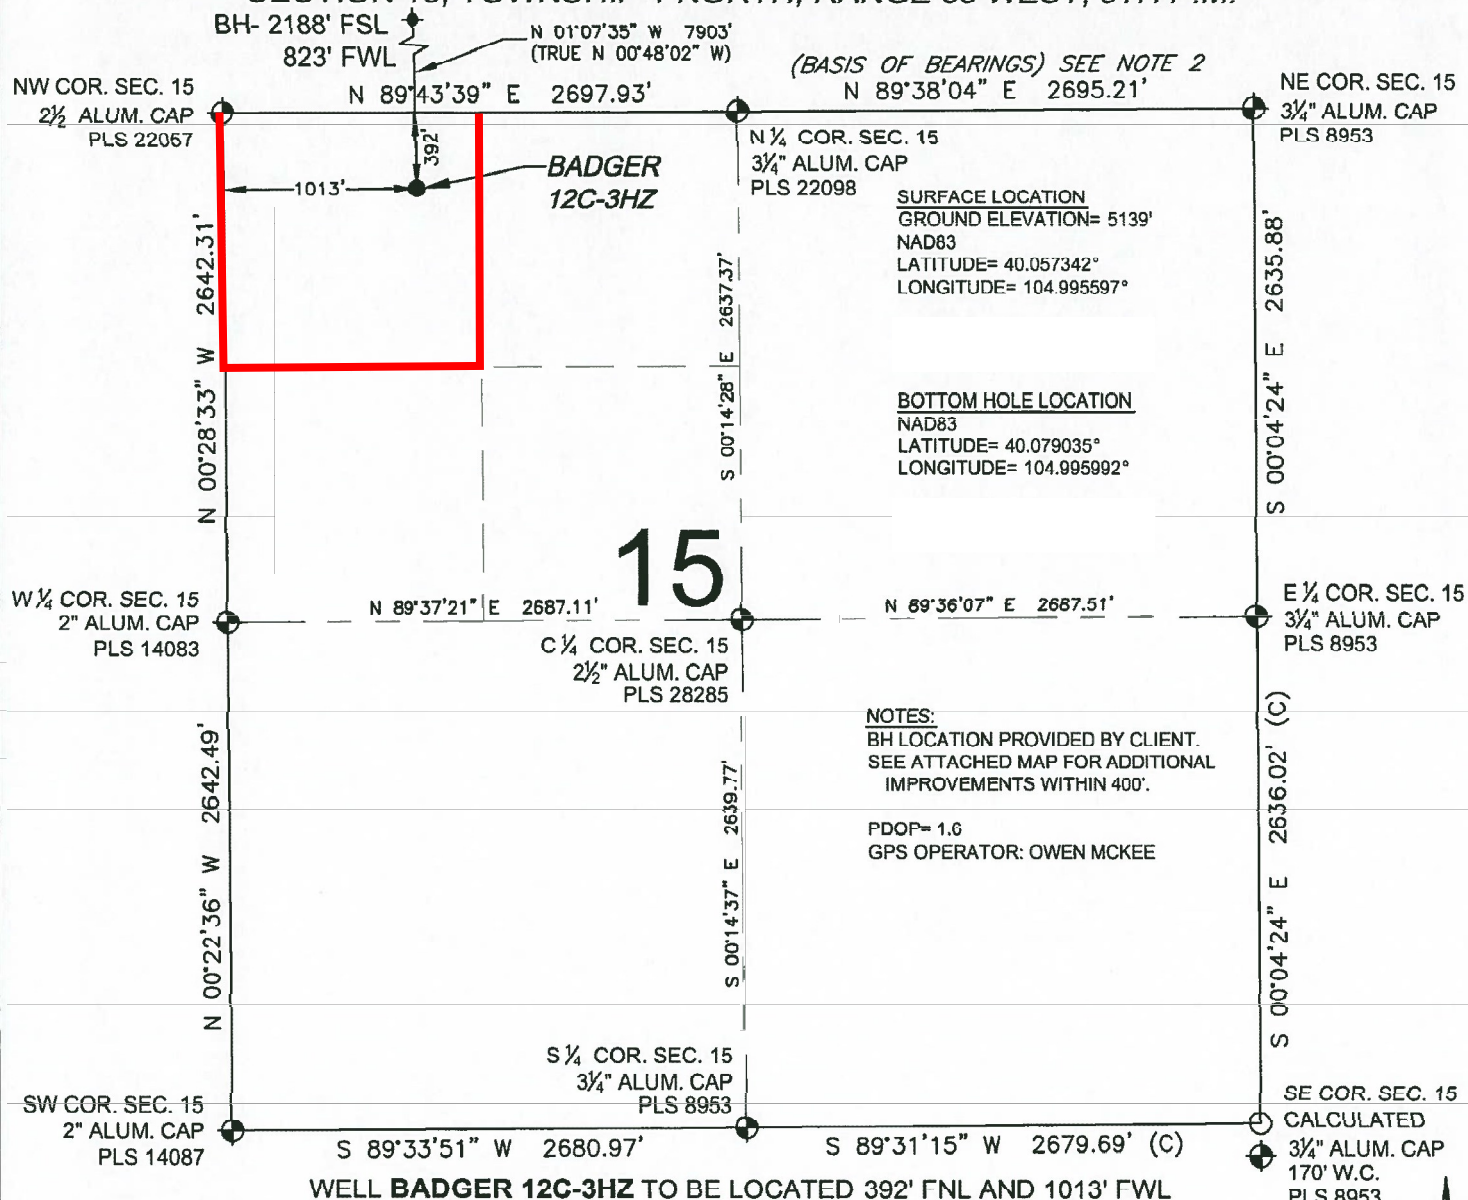 BH- 2188' FSL
823' FWL
N 01°07'35" W 7903'
(TRUE N 00°48'02" W)
(BASIS OF BEARINGS) SEE NOTE 2
N 89°43'39" E 2697.93'
N 89°38'04" E 2695.21'
NW COR. SEC. 15
2½ ALUM. CAP
PLS 22067
NE COR. SEC. 15
3¼" ALUM. CAP
PLS 8953
N ¼ COR. SEC. 15
3¼" ALUM. CAP
PLS 22098
392'
1013'
BADGER
12C-3HZ
SURFACE LOCATION
GROUND ELEVATION= 5139'
NAD83
LATITUDE= 40.057342°
LONGITUDE= 104.995597°
N 00°28'33" W 2642.31'
S 00°14'28" E 2637.37'
S 00°04'24" E 2635.88'
BOTTOM HOLE LOCATION
NAD83
LATITUDE= 40.079035°
LONGITUDE= 104.995992°
15
W ¼ COR. SEC. 15
2" ALUM. CAP
PLS 14083
N 89°37'21" E 2687.11'
N 89°36'07" E 2687.51'
E ¼ COR. SEC. 15
3¼" ALUM. CAP
PLS 8953
C ¼ COR. SEC. 15
2½" ALUM. CAP
PLS 28285
NOTES:
BH LOCATION PROVIDED BY CLIENT.
SEE ATTACHED MAP FOR ADDITIONAL
IMPROVEMENTS WITHIN 400'.
PDOP= 1.6
GPS OPERATOR: OWEN MCKEE
N 00°22'36" W 2642.49'
S 00°14'37" E 2639.77'
S 00°04'24" E 2636.02' (C)
S ¼ COR. SEC. 15
3¼" ALUM. CAP
PLS 8953
SW COR. SEC. 15
2" ALUM. CAP
PLS 14087
SE COR. SEC. 15
CALCULATED
3¼" ALUM. CAP
170' W.C.
PLS 8953
S 89°33'51" W 2680.97'
S 89°31'15" W 2679.69' (C)
WELL BADGER 12C-3HZ TO BE LOCATED 392' FNL AND 1013' FWL